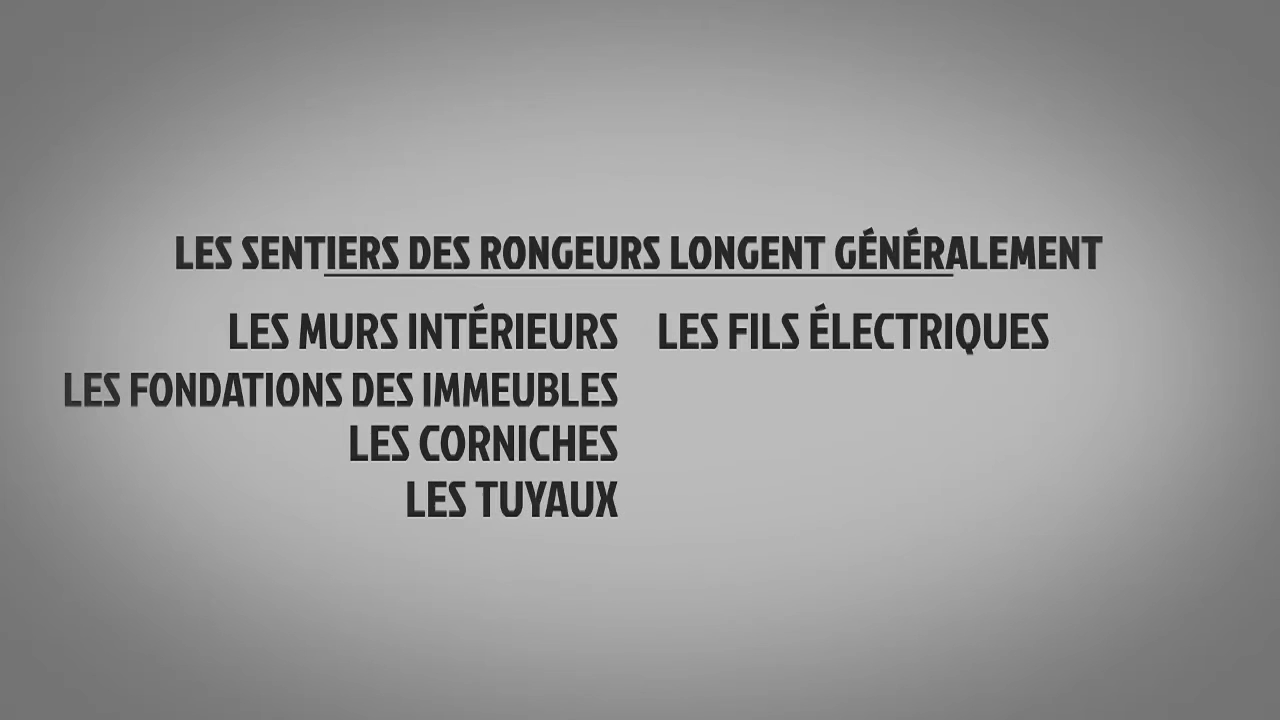 LES SENTIERS DES RONGEURS LONGENT GÉNÉRALEMENT
LES MURS INTÉRIEURS
LES FONDATIONS DES IMMEUBLES
LES CORNICHES
LES TUYAUX
LES FILS ÉLECTRIQUES